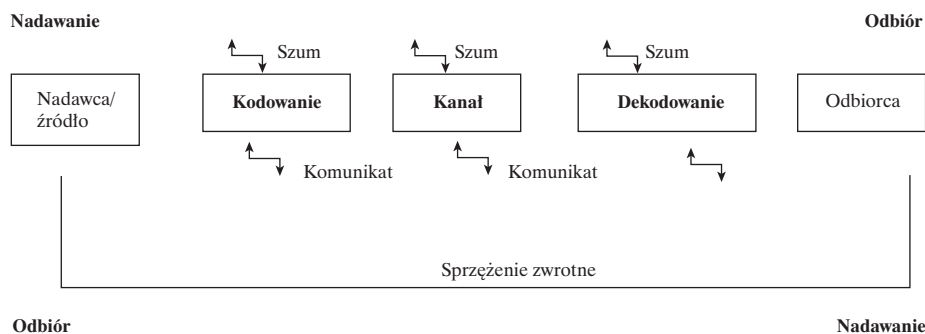 Nadawanie
Odbiór
Szum
Szum
Szum
Nadawca/
źródło
Kodowanie
Kanał
Dekodowanie
Odbiorca
Komunikat
Komunikat
Sprzężenie zwrotne
Odbiór
Nadawanie